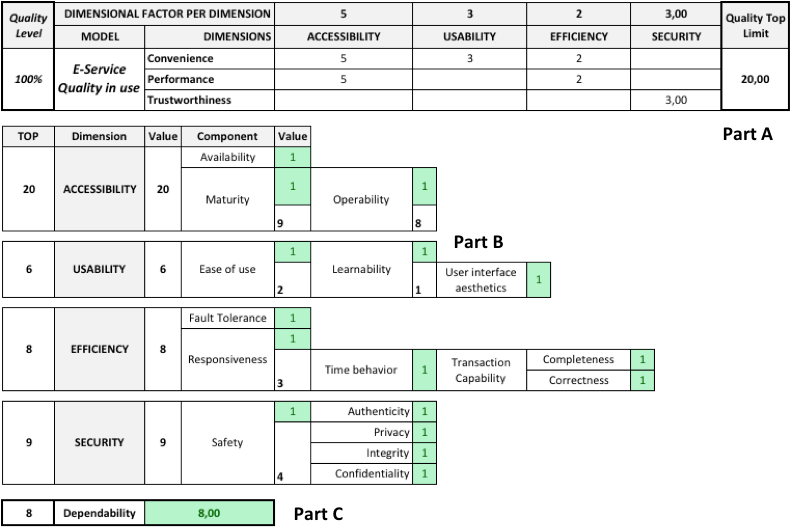 Quality Level DIMENSIONAL FACTOR PER DIMENSION 5 3 2 3,00 Quality Top Limit
MODEL DIMENSIONS ACCESSIBILITY USABILITY EFFICIENCY SECURITY
100% E-Service Quality in use Convenience 5 3 2 20,00
Performance 5 2
Trustworthiness 3,00
Part A
TOP Dimension Value Component Value
20 ACCESSIBILITY 20 Availability 1
Maturity 1 Operability 1
9 8
Part B
6 USABILITY 6 Ease of use 1 Learnability 1
2 1 User interface aesthetics 1
8 EFFICIENCY 8 Fault Tolerance 1
Responsiveness 1
3 Time behavior 1 Transaction Capability Completeness 1
Correctness 1
9 SECURITY 9 Safety 1 Authenticity 1
Privacy 1
Integrity 1
4 Confidentiality 1
8 Dependability 8,00 Part C